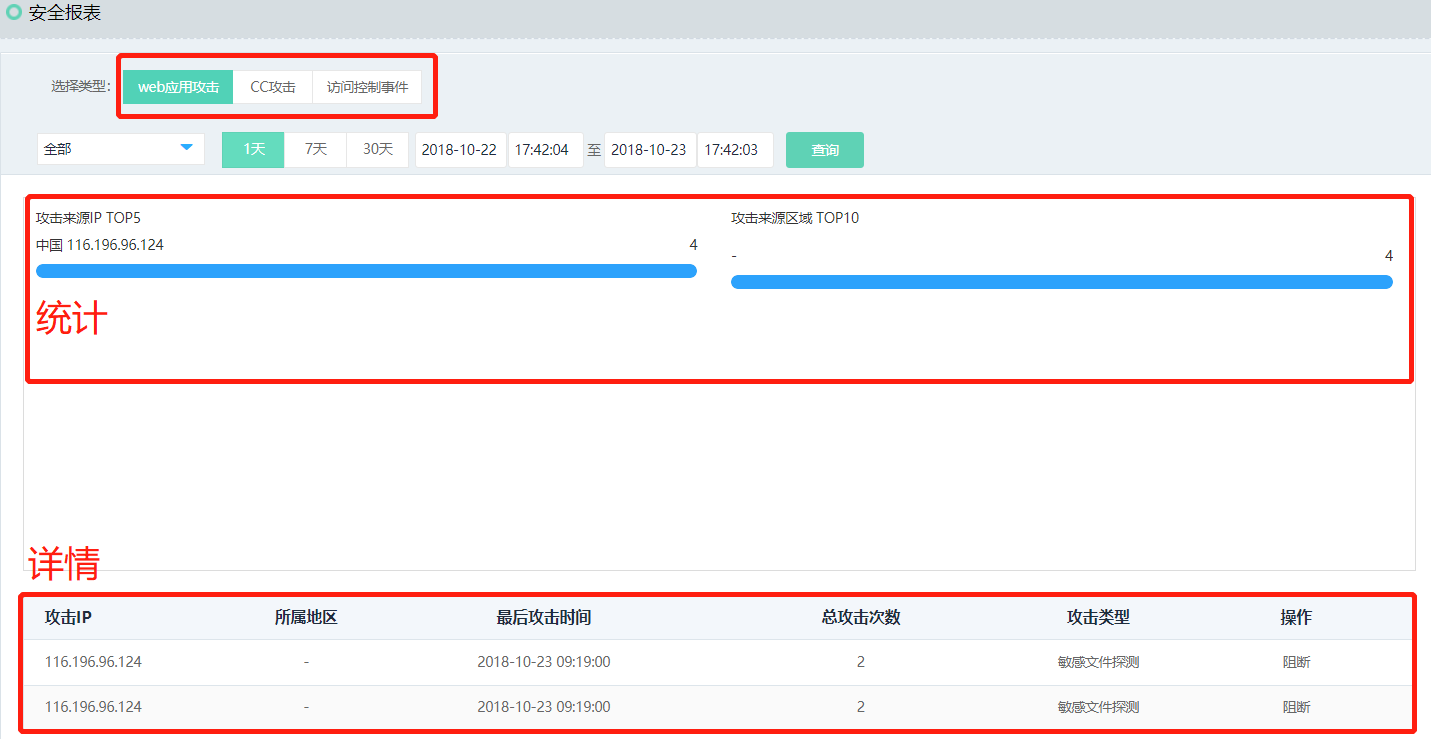 安全报表
选择类型: web应用攻击 CC攻击 访问控制事件
全部 1天 7天 30天 2018-10-22 17:42:04 至 2018-10-23 17:42:03 查询
攻击来源IP TOP5 攻击来源区域 TOP10
中国 116.196.96.124 4
- 4
统计
详情
攻击IP 所属地区 最后攻击时间 总攻击次数 攻击类型 操作
116.196.96.124 - 2018-10-23 09:19:00 2 敏感文件探测 阻断
116.196.96.124 - 2018-10-23 09:19:00 2 敏感文件探测 阻断